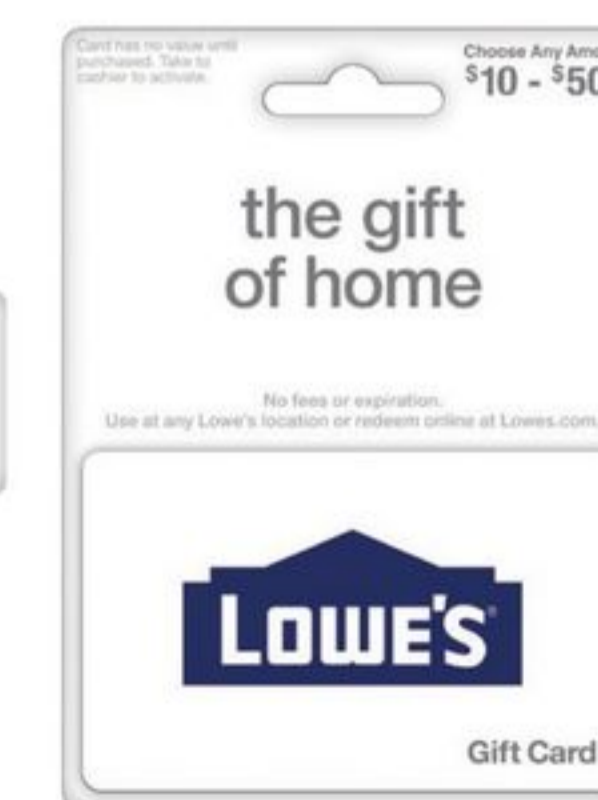 Card has no value until
purchased. Take to
cashier to activate.
Choose Any Amo
$10 - $50
the gift
of home
No fees or expiration.
Use at any Lowe's location or redeem online at Lowes.com.
LOWE'S®
Gift Card